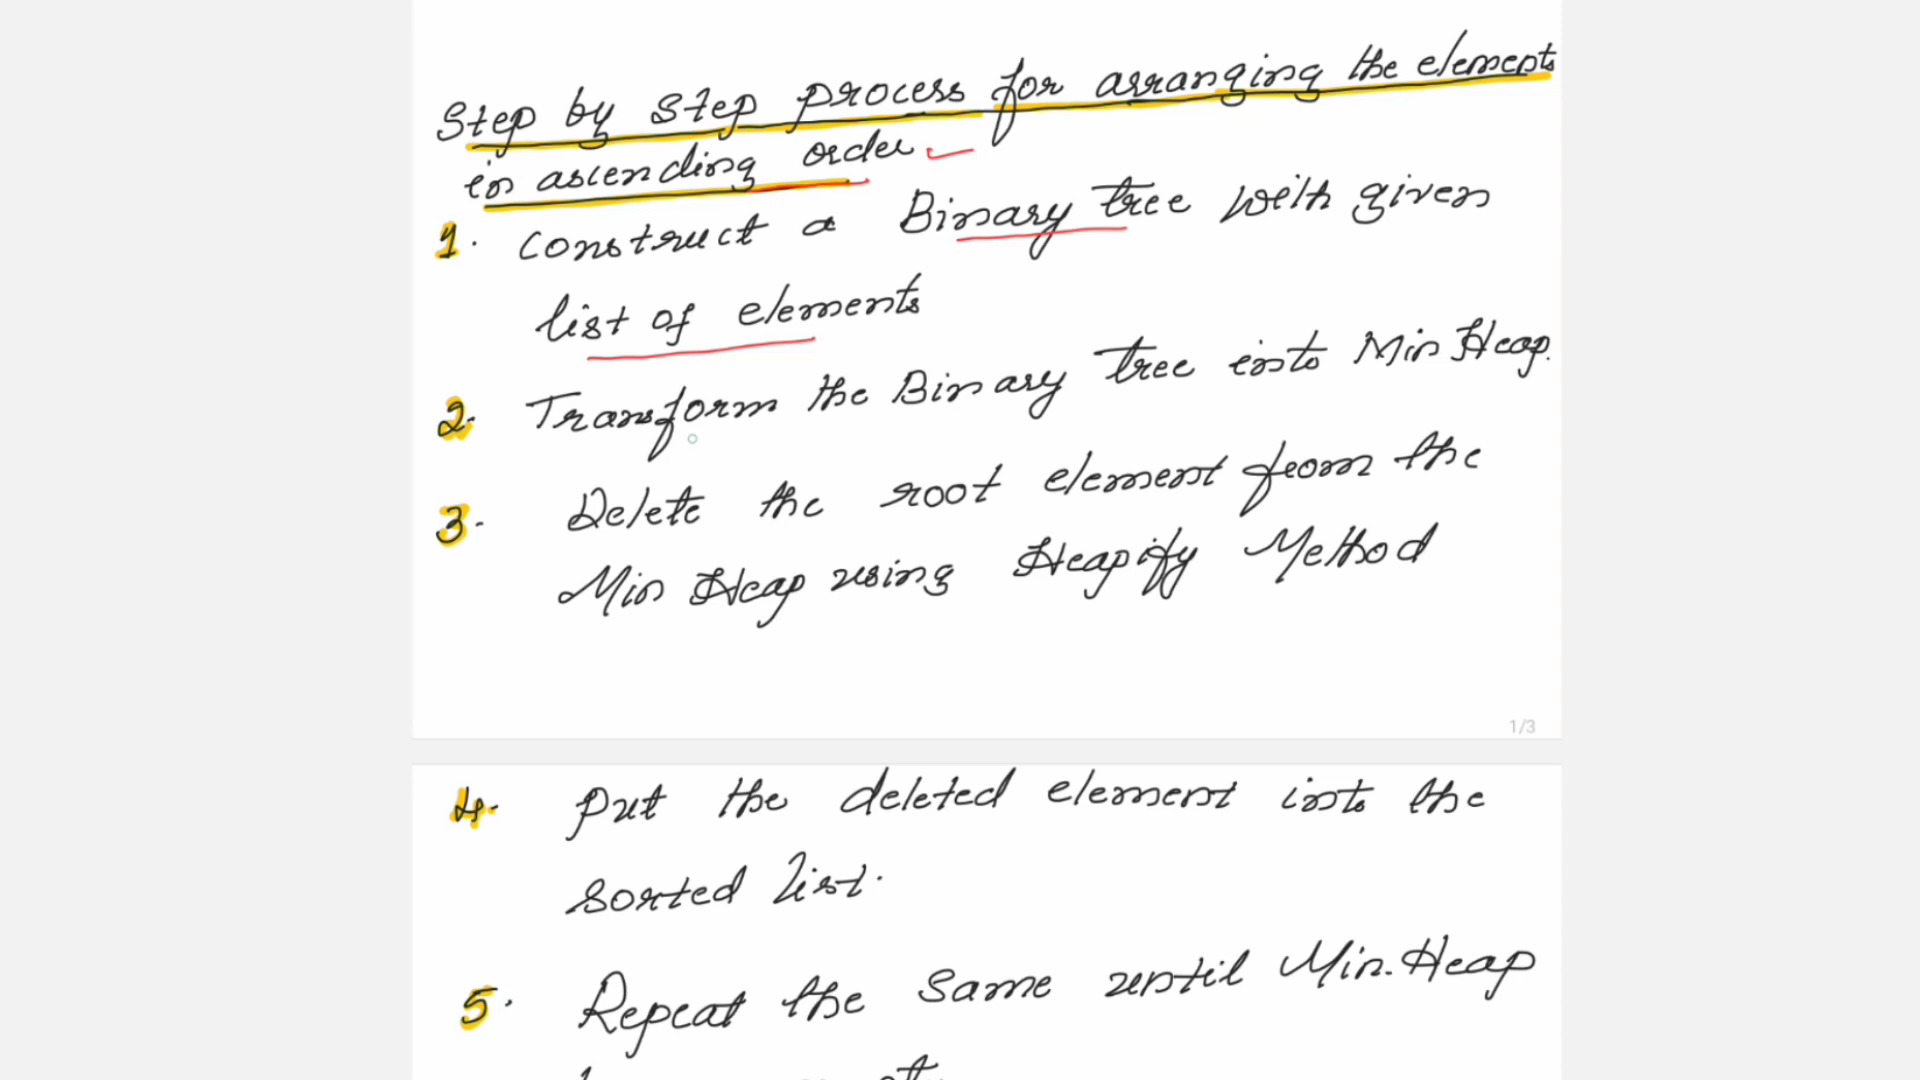 Step by step process for arranging the elements
in ascending order
1. Construct a Binary tree with given
list of elements
2. Transform the Binary tree into Min Heap.
3. Delete the root element from the
Min Heap using Heapify Method
1/3
4. Put the deleted element into the
Sorted list.
5. Repeat the same until Min-Heap